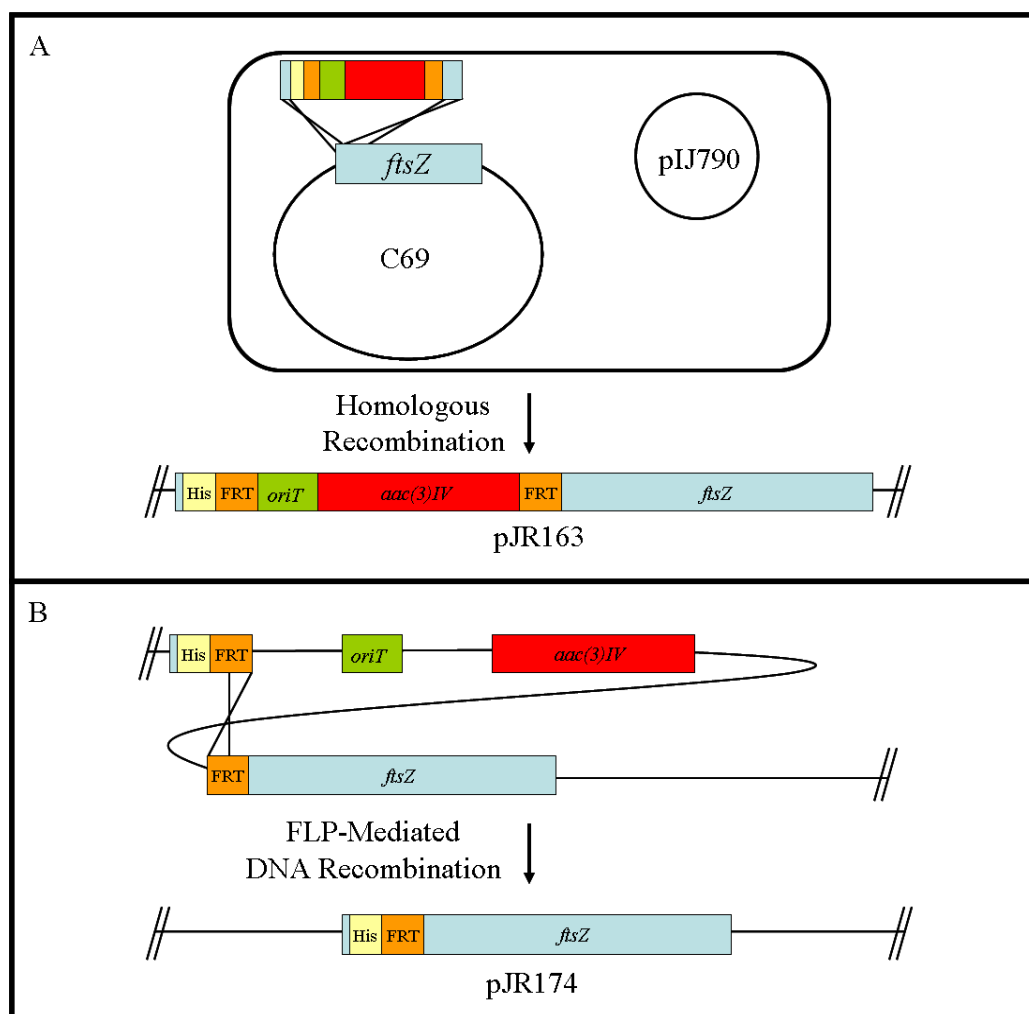 A
ftsZ
pIJ790
C69
Homologous
Recombination
His FRT oriT aac(3)IV FRT ftsZ
pJR163
B
His FRT oriT aac(3)IV
FRT ftsZ
FLP-Mediated
DNA Recombination
His FRT ftsZ
pJR174